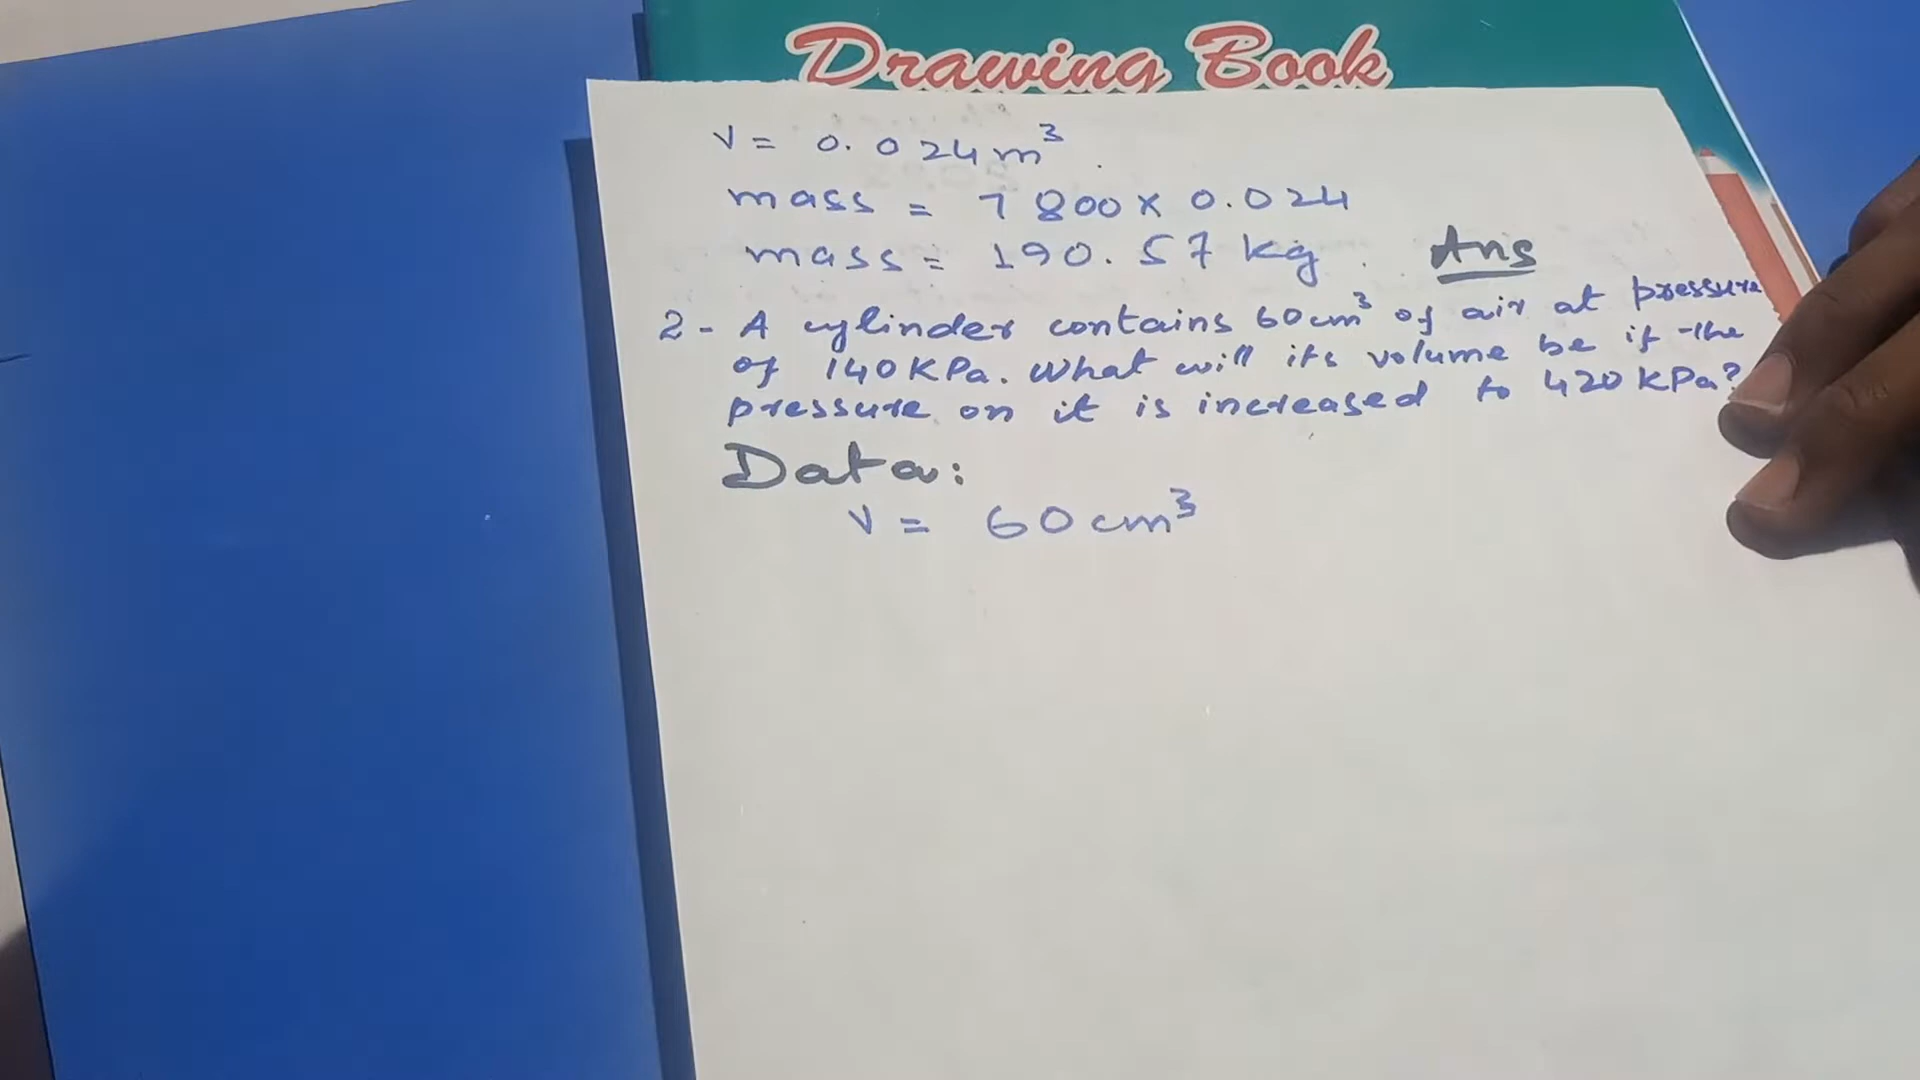 Drawing Book
V = 0.024 m³
mass = 7800 x 0.024
mass = 190.57 kg. Ans
2- A cylinder contains 60cm³ of air at pressure
of 140 KPa. What will its volume be if the
pressure on it is increased to 420 KPa?
Data:
V = 60 cm³